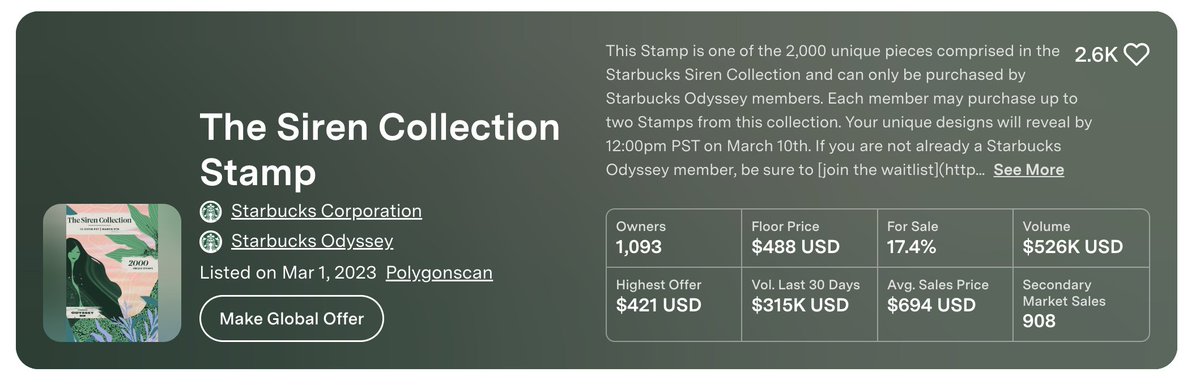 This Stamp is one of the 2,000 unique pieces comprised in the
Starbucks Siren Collection and can only be purchased by
Starbucks Odyssey members. Each member may purchase up to
two Stamps from this collection. Your unique designs will reveal by
12:00pm PST on March 10th. If you are not already a Starbucks
Odyssey member, be sure to [join the waitlist](http... See More
2.6K
The Siren Collection
Stamp
Starbucks Corporation
Starbucks Odyssey
Listed on Mar 1, 2023 Polygonscan
Make Global Offer
The Siren Collection
2000
ODYSSEY
Owners
1,093
Floor Price
$488 USD
For Sale
17.4%
Volume
$526K USD
Highest Offer
$421 USD
Vol. Last 30 Days
$315K USD
Avg. Sales Price
$694 USD
Secondary
Market Sales
908